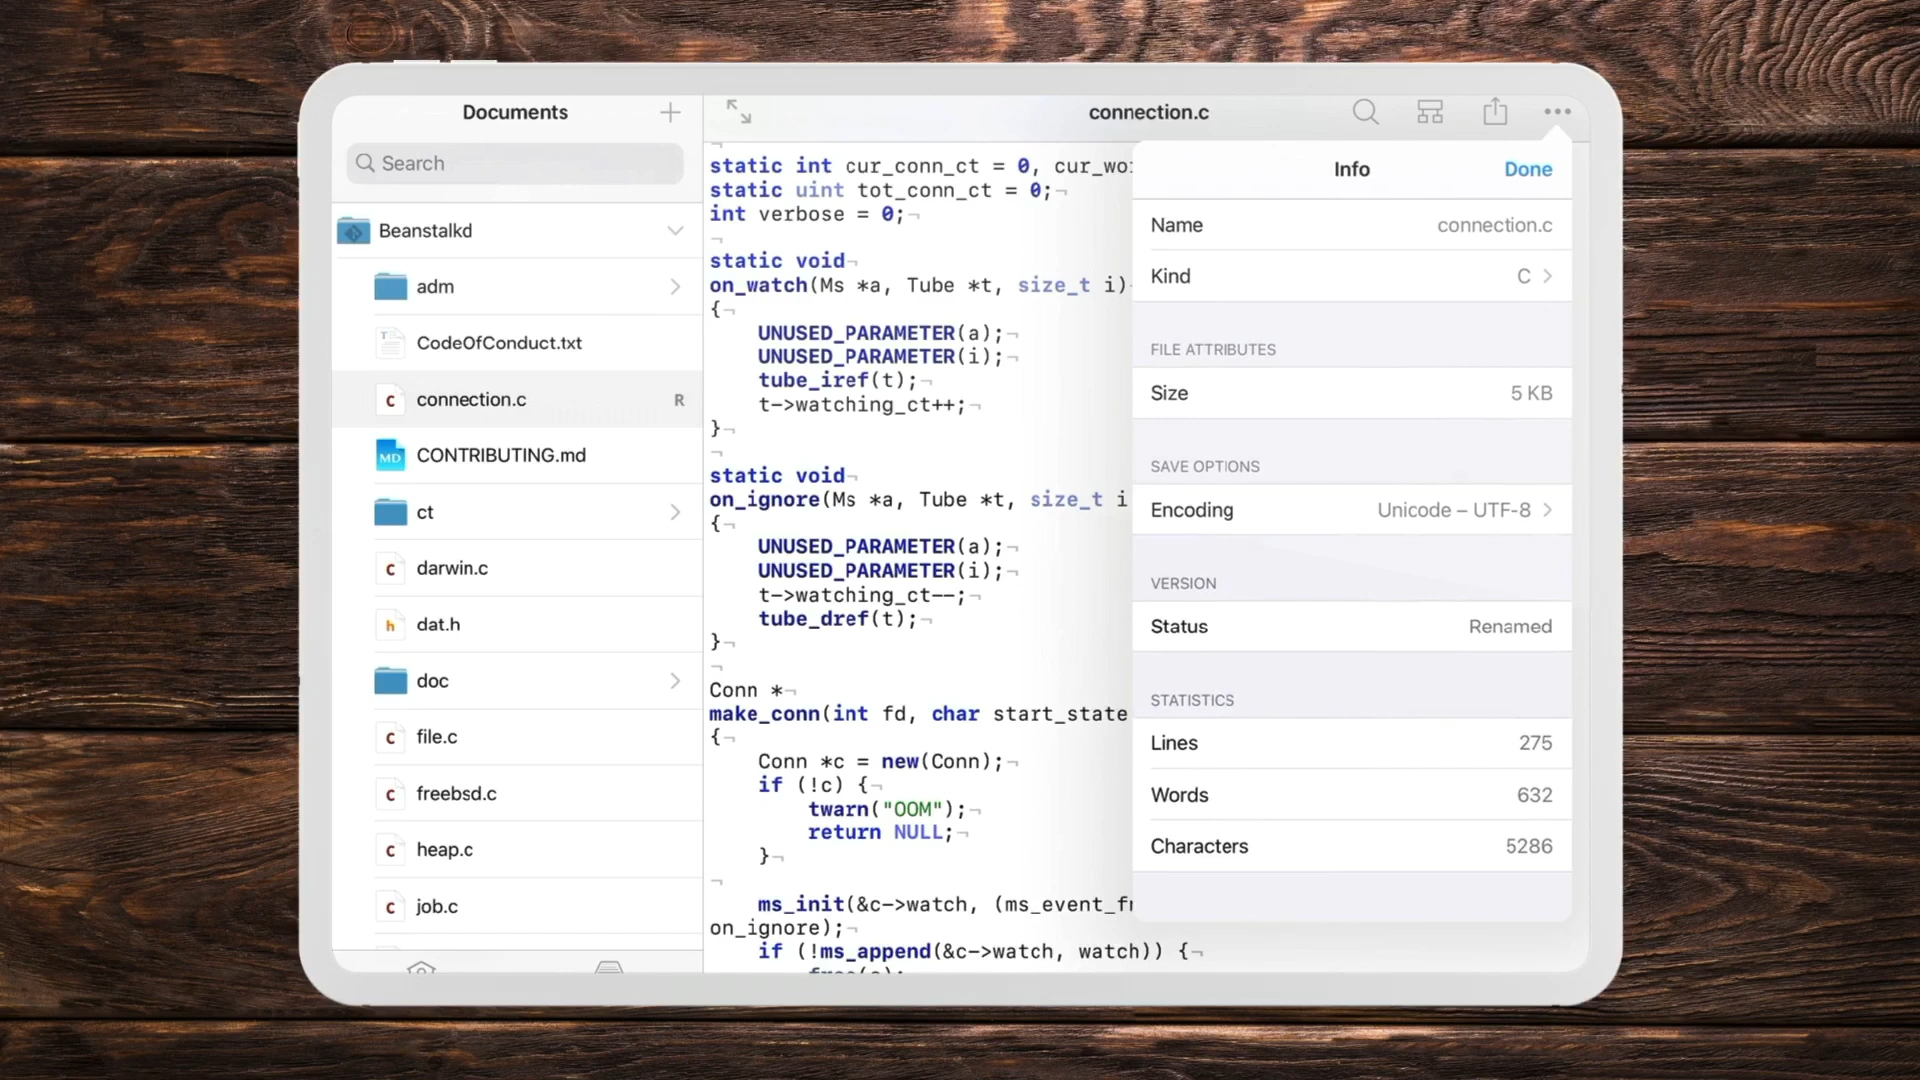 Documents
Search
Beanstalkd
adm
CodeOfConduct.txt
c connection.c R
MD CONTRIBUTING.md
ct
c darwin.c
h dat.h
doc
c file.c
c freebsd.c
c heap.c
c job.c
connection.c
static int cur_conn_ct = 0,
static uint tot_conn_ct = 0;¬
int verbose = 0;¬
¬
static void¬
on_watch(Ms *a, Tube *t, size_t i)
{¬
UNUSED_PARAMETER(a);¬
UNUSED_PARAMETER(i);¬
tube_iref(t);¬
t->watching_ct++;¬
}¬
¬
static void¬
on_ignore(Ms *a, Tube *t, size_t i
{¬
UNUSED_PARAMETER(a);¬
UNUSED_PARAMETER(i);¬
t->watching_ct--;¬
tube_dref(t);¬
}¬
¬
Conn *¬
make_conn(int fd, char start_state
{¬
Conn *c = new(Conn);¬
if (!c) {¬
twarn("OOM");¬
return NULL;¬
}¬
¬
ms_init(&c->watch,
on_ignore);¬
if (!ms_append(&c->watch, watch)) {¬
Info
Done
Name connection.c
Kind C
FILE ATTRIBUTES
Size 5 KB
SAVE OPTIONS
Encoding Unicode – UTF-8
VERSION
Status Renamed
STATISTICS
Lines 275
Words 632
Characters 5286